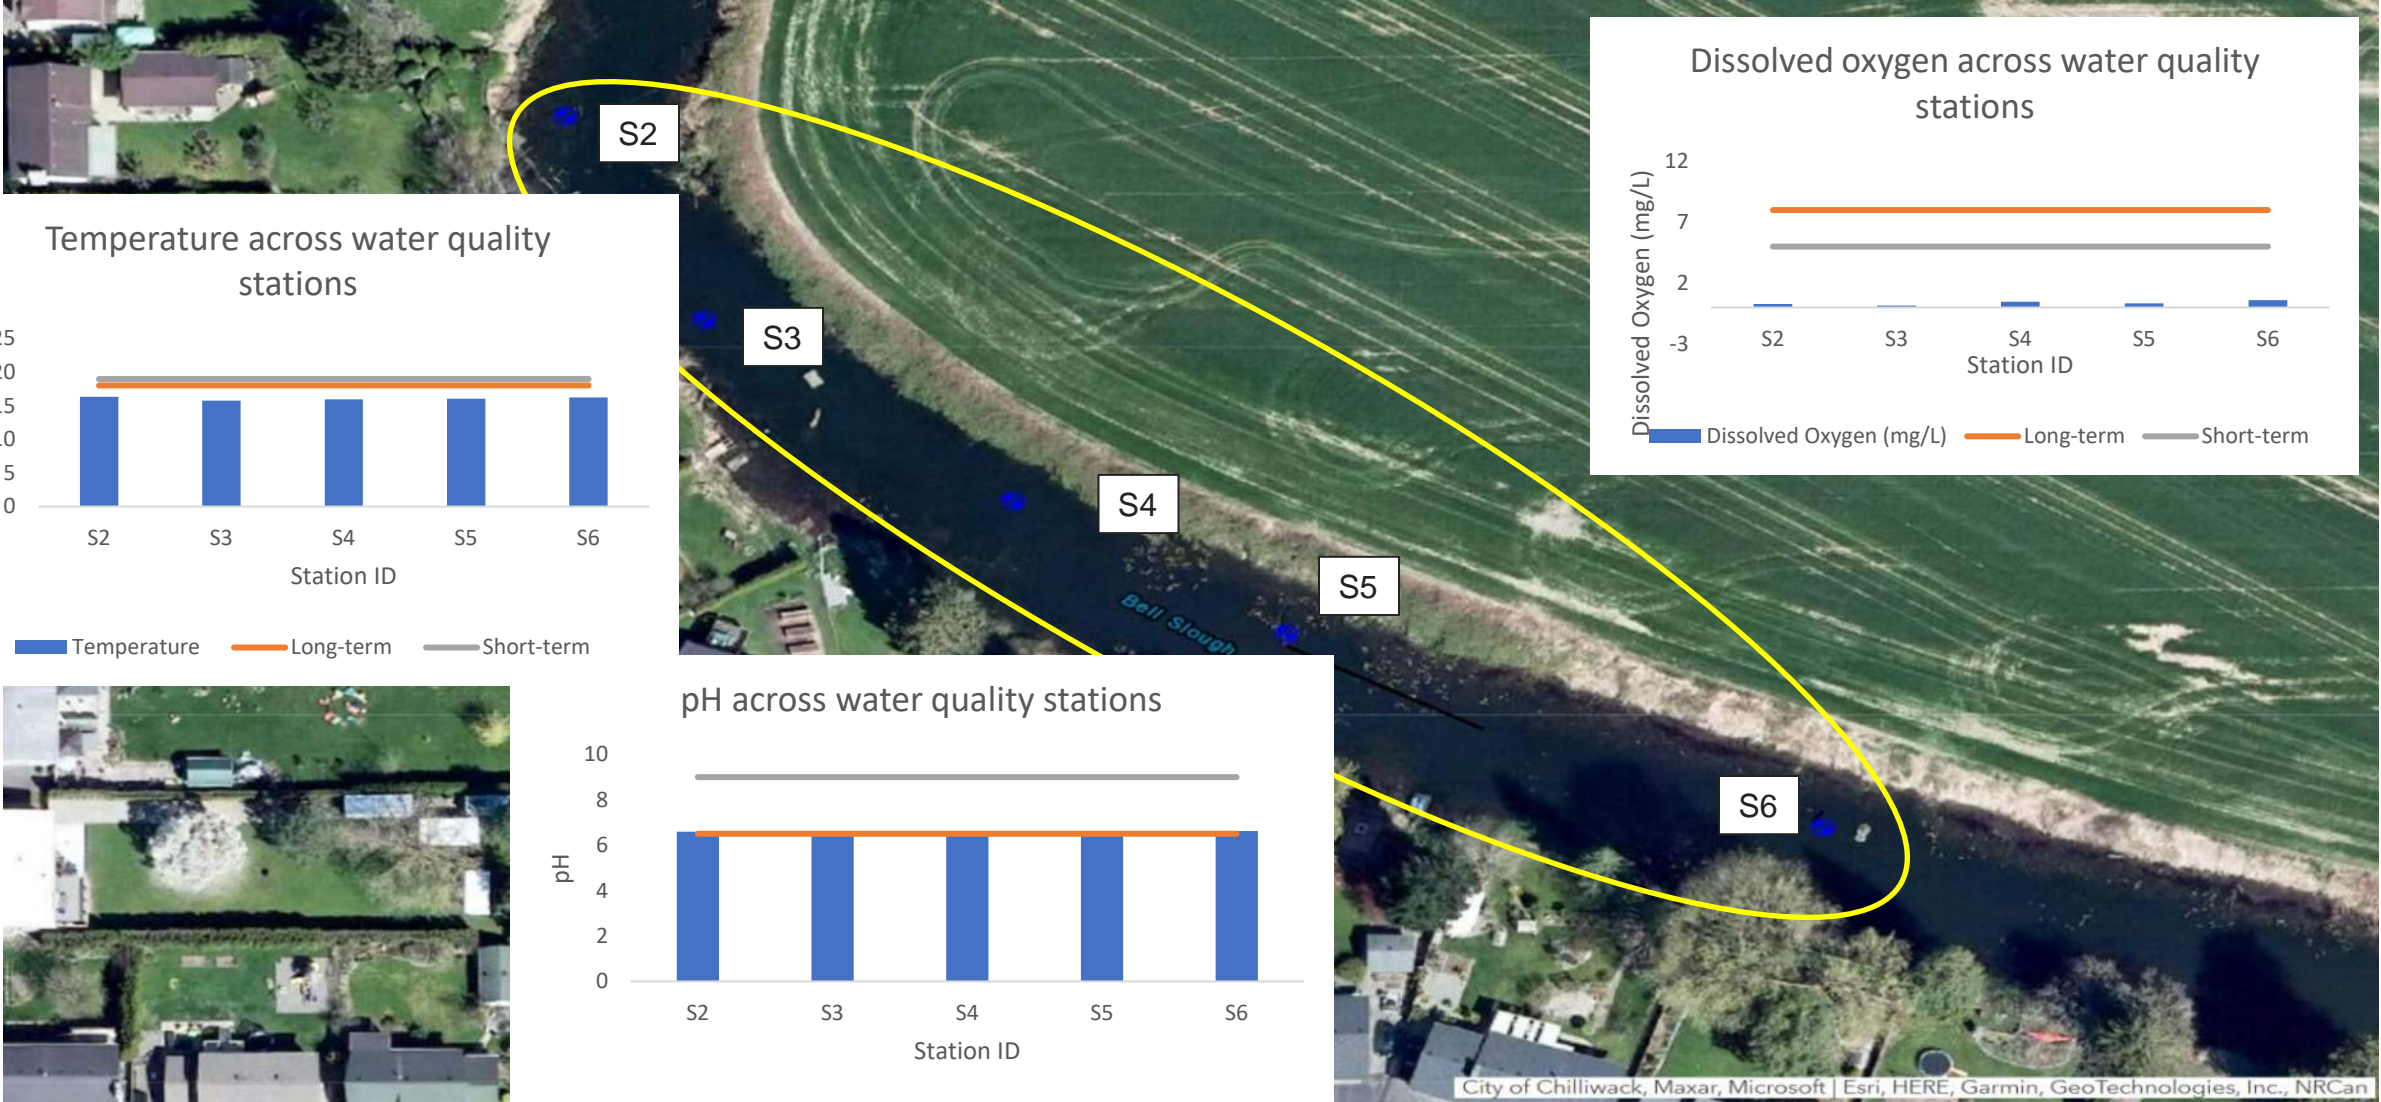 S2
S3
S4
S5
S6
Bell Slough
Temperature across water quality
stations
25
20
15
10
5
0
S2 S3 S4 S5 S6
Station ID
Temperature Long-term Short-term
pH across water quality stations
10
8
6
4
2
0
pH
S2 S3 S4 S5 S6
Station ID
Dissolved oxygen across water quality
stations
12
7
2
-3
Dissolved Oxygen (mg/L)
S2 S3 S4 S5 S6
Station ID
Dissolved Oxygen (mg/L) Long-term Short-term
City of Chilliwack, Maxar, Microsoft | Esri, HERE, Garmin, GeoTechnologies, Inc., NRCan